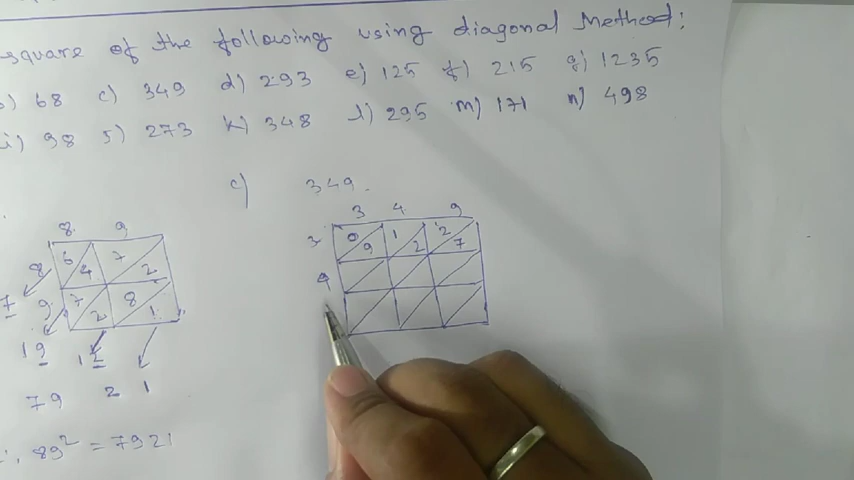 square of the following using diagonal Method:
b) 68 c) 349 d) 293 e) 125 f) 215 g) 1235
i) 98 j) 273 k) 348 l) 295 m) 171 n) 498
c) 349.
3 4 9
3 0 9 1 2 2 7
4
8 9
8 6 4 7 2
9 7 2 8 1
7
19 12
79 2 1
∴, 89² = 7921